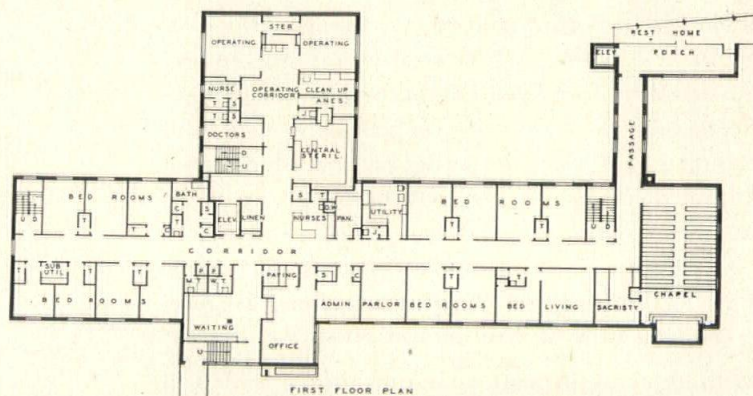 STER
OPERATING OPERATING
REST HOME
ELEV PORCH
NURSE OPERATING CORRIDOR CLEAN UP
T S ANES.
T S J
DOCTORS
CENTRAL STERIL.
D
U
PASSAGE
BED ROOMS BATH
U D T T C S
T C
ELEV. LINEN
S T
NURSES PAN.
UTILITY
J
BED ROOMS
T T
U D
CORRIDOR
T SUB UTIL T T
BED ROOMS
M T W T
WAITING
U
PAYING
OFFICE
S C
ADMIN PARLOR BED ROOMS BED LIVING SACRISTY CHAPEL
T T
FIRST FLOOR PLAN